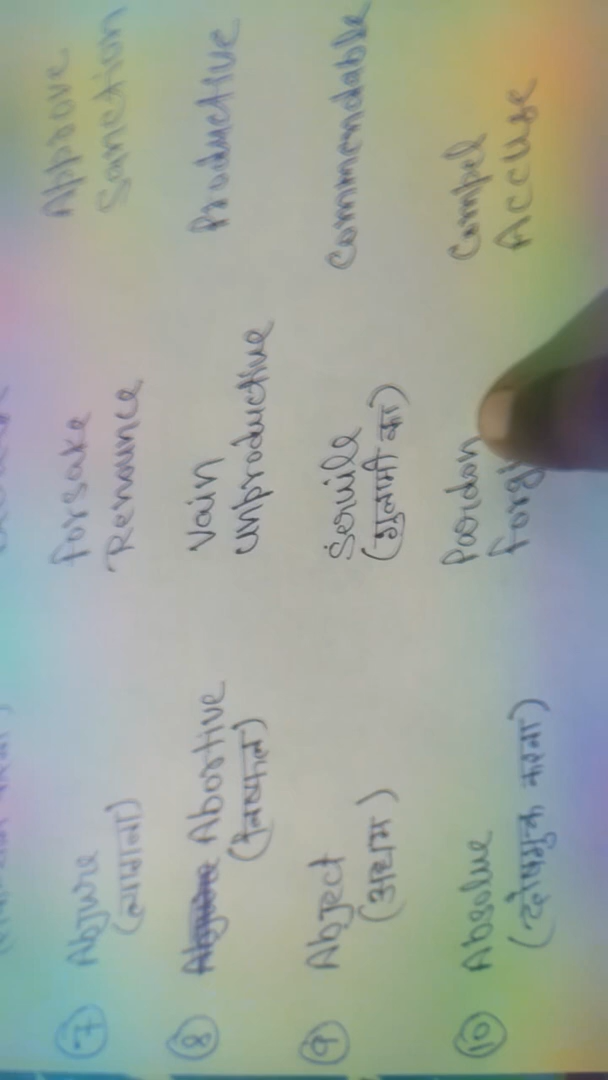 7 Abjure Forsake Approve
(त्यागना) Renounce Sanction
8 Abortive Vain Productive
(निष्फल) Unproductive
9 Abject Servile Commendable
(अधम) (गुलामी का)
10 Absolve Pardon Compel
(दोषमुक्त करना) Accuse